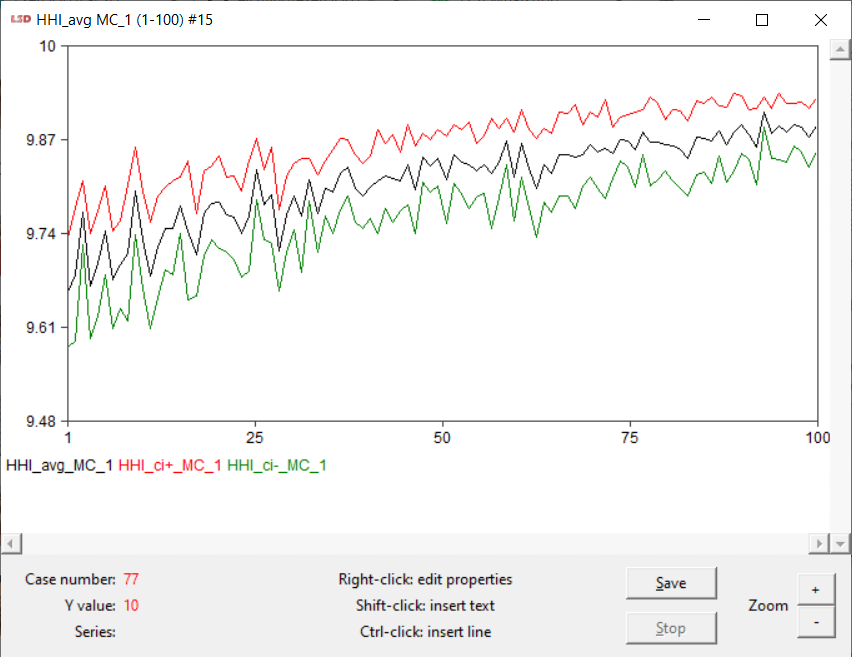 LSD HHI_avg MC_1 (1-100) #15
10
9.87
9.74
9.61
9.48
1 25 50 75 100
HHI_avg_MC_1 HHI_ci+_MC_1 HHI_ci-_MC_1
Case number: 77
Y value: 10
Series:
Right-click: edit properties
Shift-click: insert text
Ctrl-click: insert line
Save
Stop
Zoom
+
-